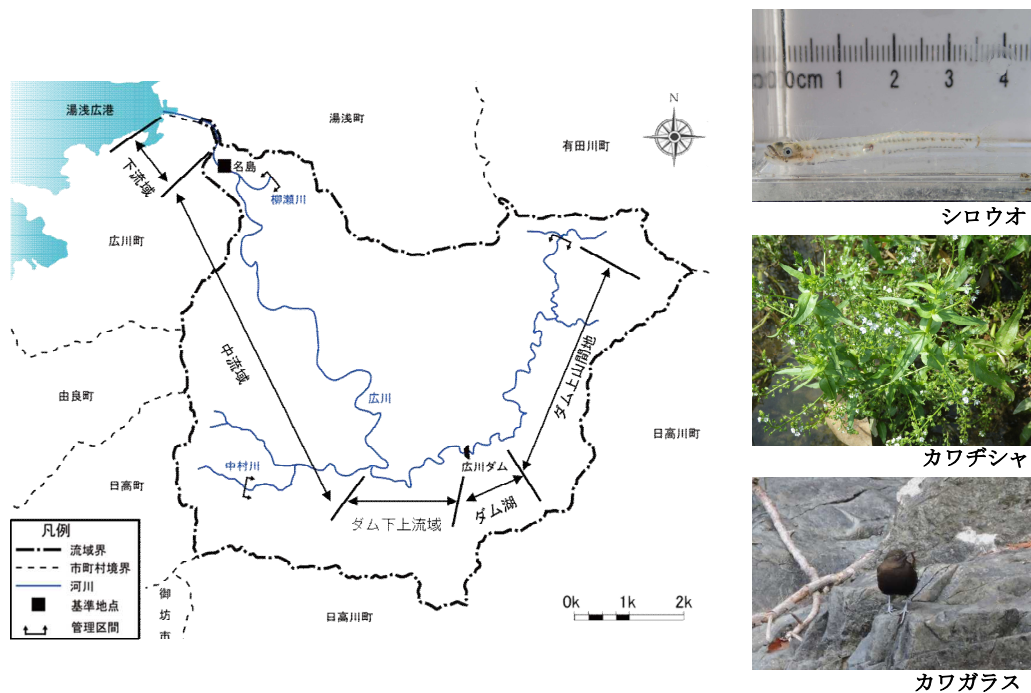 湯浅広港
湯浅町
有田川町
N
名島
柳瀬川
下流域
広川町
中流域
ダム上山間地
由良町
広川
日高川町
広川ダム
中村川
日高町
ダム湖
ダム下上流域
凡例
流域界
市町村境界
河川
基準地点
管理区間
御坊市
日高川町
0k 1k 2k
0cm 1 2 3 4
シロウオ
カワヂシャ
カワガラス